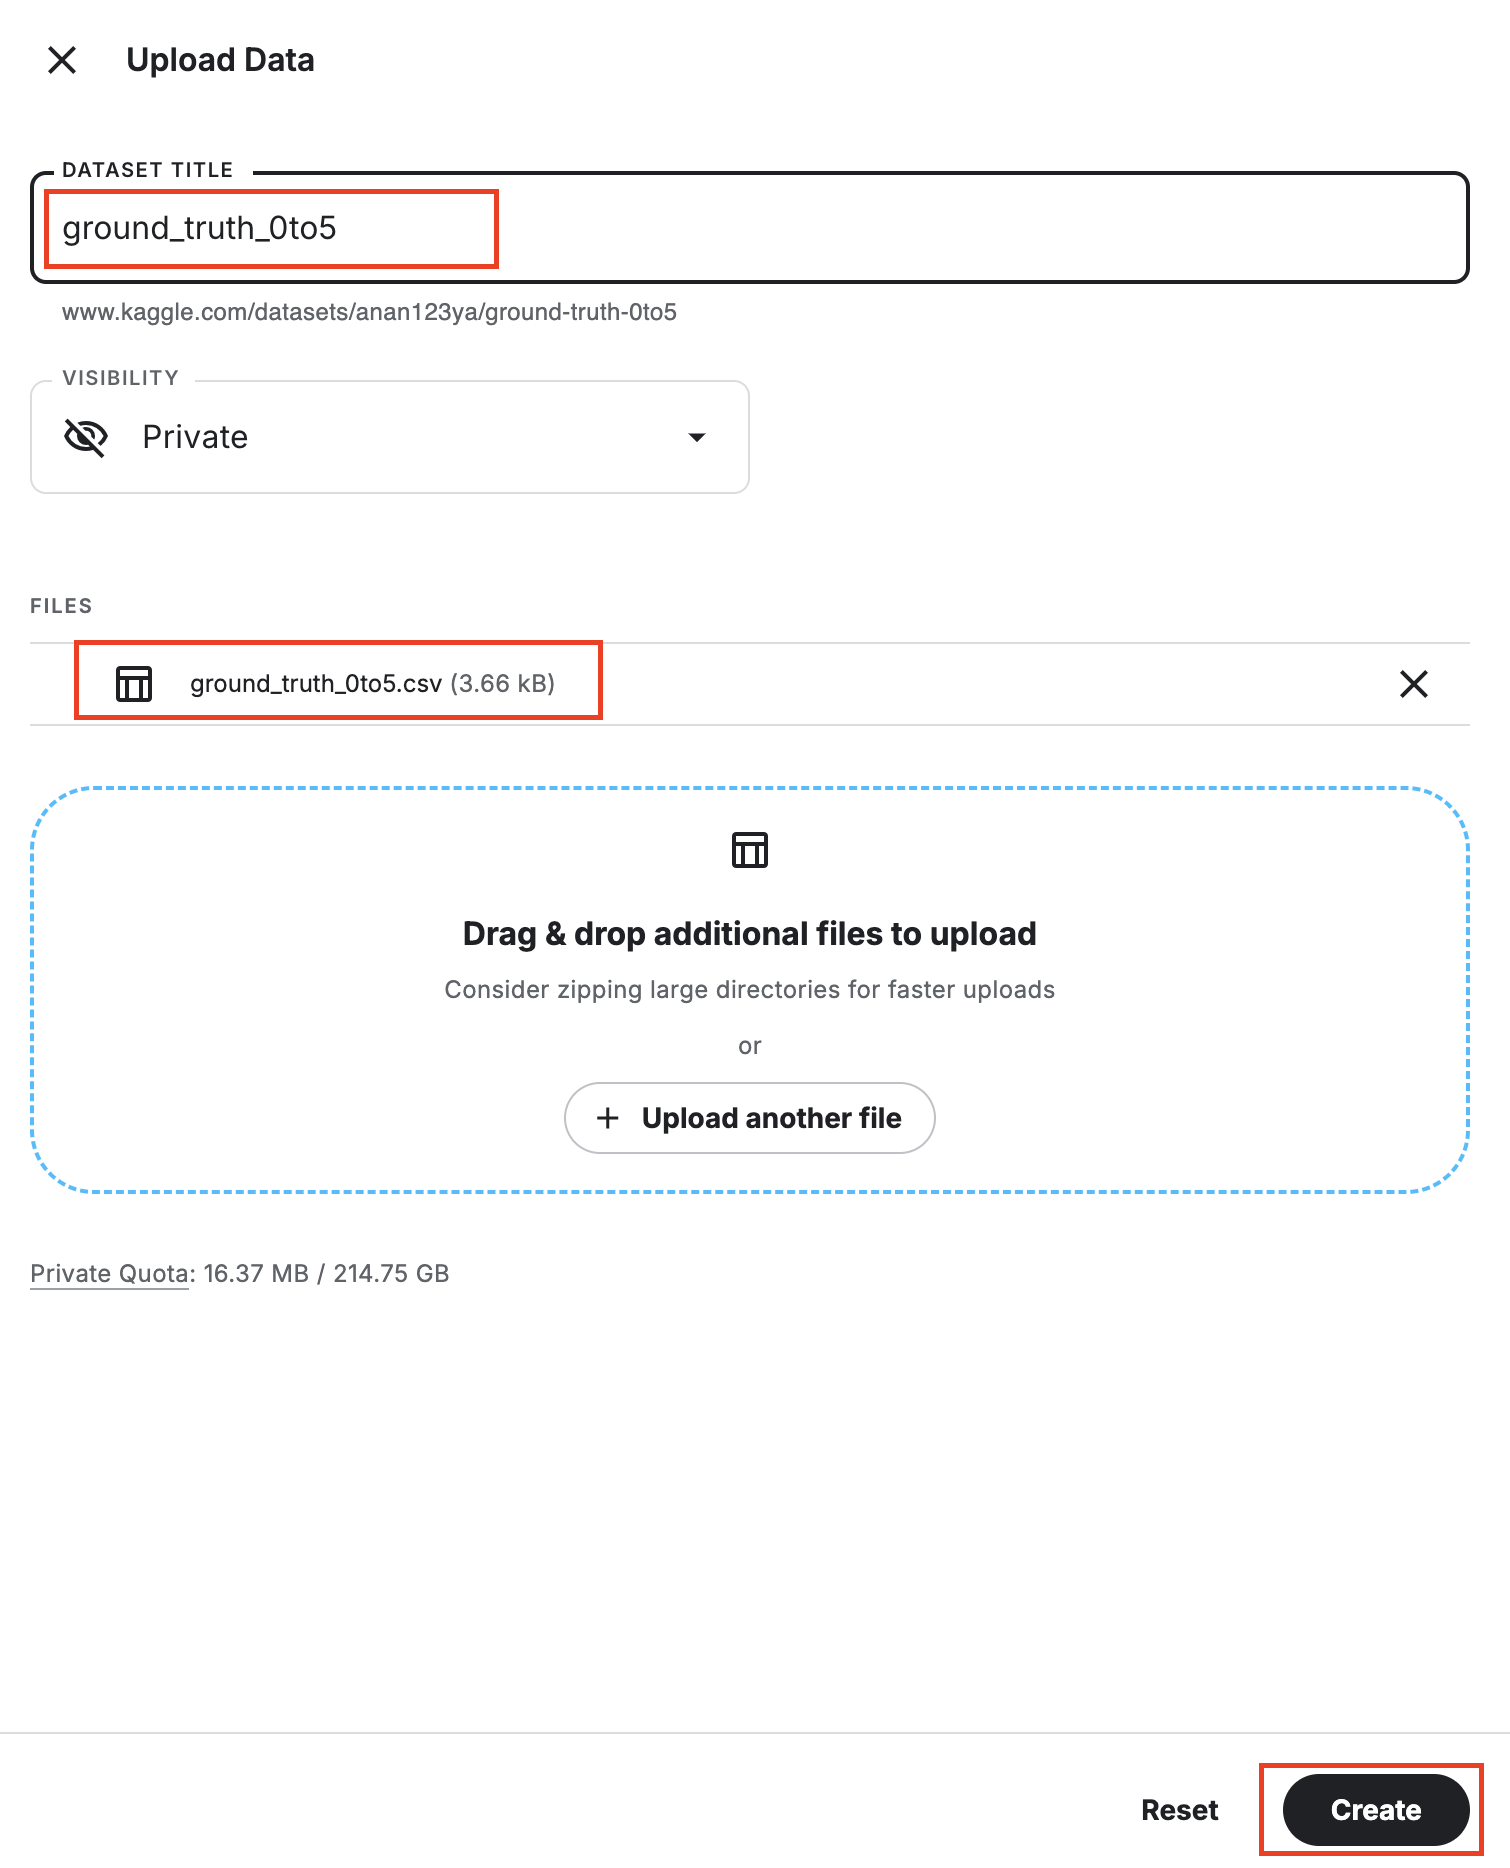 Upload Data
DATASET TITLE
ground_truth_0to5
www.kaggle.com/datasets/anan123ya/ground-truth-0to5
VISIBILITY
Private
FILES
ground_truth_0to5.csv (3.66 kB)
Drag & drop additional files to upload
Consider zipping large directories for faster uploads
or
Upload another file
Private Quota: 16.37 MB / 214.75 GB
Reset
Create